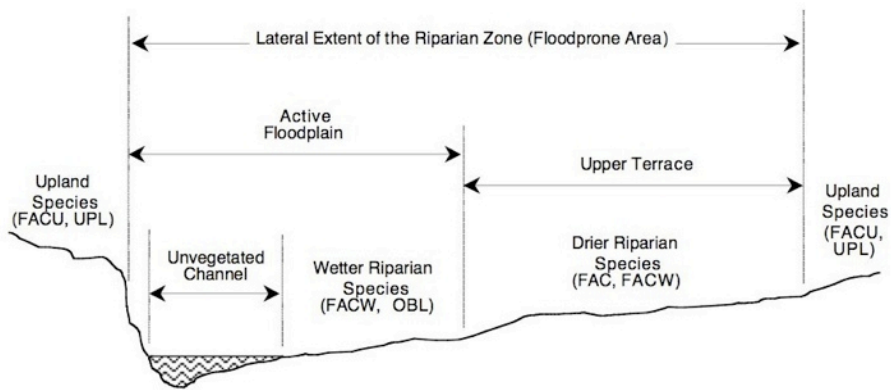 Lateral Extent of the Riparian Zone (Floodprone Area)
Active
Floodplain
Upper Terrace
Upland
Species
(FACU, UPL)
Unvegetated
Channel
Wetter Riparian
Species
(FACW, OBL)
Drier Riparian
Species
(FAC, FACW)
Upland
Species
(FACU,
UPL)